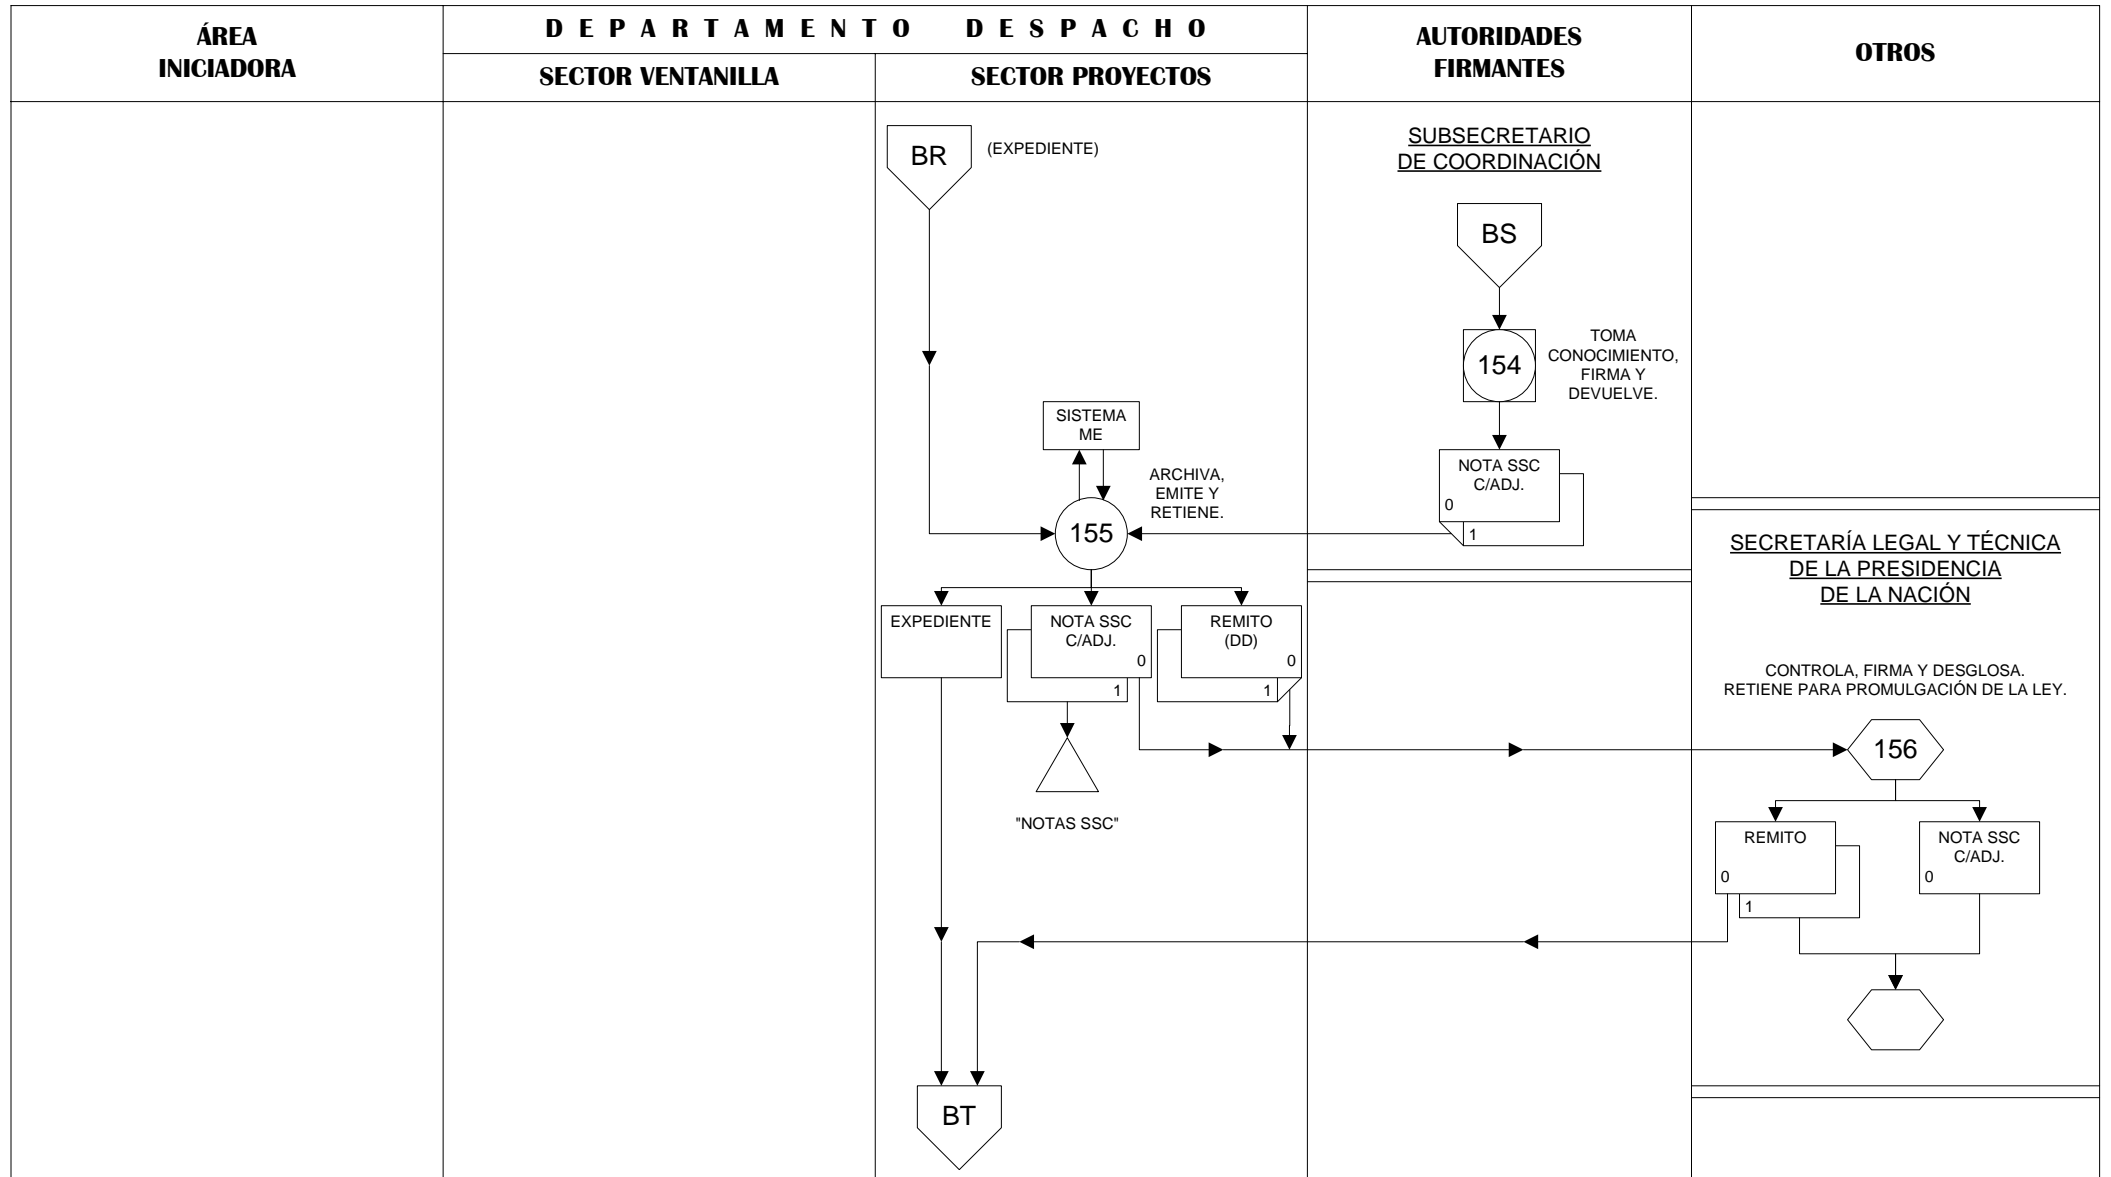 ÁREA
INICIADORA
DEPARTAMENTO DESPACHO
SECTOR VENTANILLA
SECTOR PROYECTOS
AUTORIDADES
FIRMANTES
OTROS
BR
(EXPEDIENTE)
SUBSECRETARIO
DE COORDINACIÓN
BS
154
TOMA
CONOCIMIENTO,
FIRMA Y
DEVUELVE.
NOTA SSC
C/ADJ.
0
1
SISTEMA
ME
ARCHIVA,
EMITE Y
RETIENE.
155
EXPEDIENTE
NOTA SSC
C/ADJ.
0
1
REMITO
(DD)
0
1
"NOTAS SSC"
SECRETARÍA LEGAL Y TÉCNICA
DE LA PRESIDENCIA
DE LA NACIÓN
CONTROLA, FIRMA Y DESGLOSA.
RETIENE PARA PROMULGACIÓN DE LA LEY.
156
REMITO
0
1
NOTA SSC
C/ADJ.
0
BT